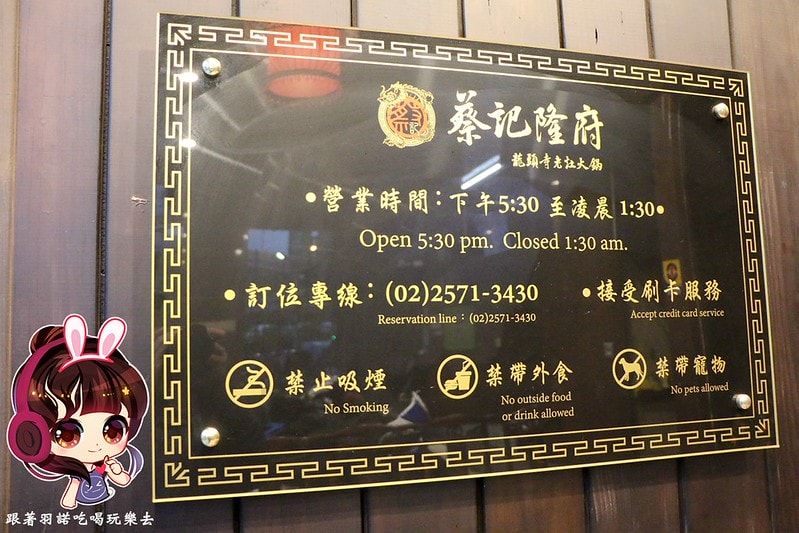 蔡記隆府
龍頭寺老灶火鍋
•營業時間：下午5:30 至凌晨 1:30•
Open 5:30 pm. Closed 1:30 am.
•訂位專線：(02)2571-3430
Reservation line：(02)2571-3430
•接受刷卡服務
Accept credit card service
禁止吸煙
No Smoking
禁帶外食
No outside food
or drink allowed
禁帶寵物
No pets allowed
跟著羽諾吃喝玩樂去